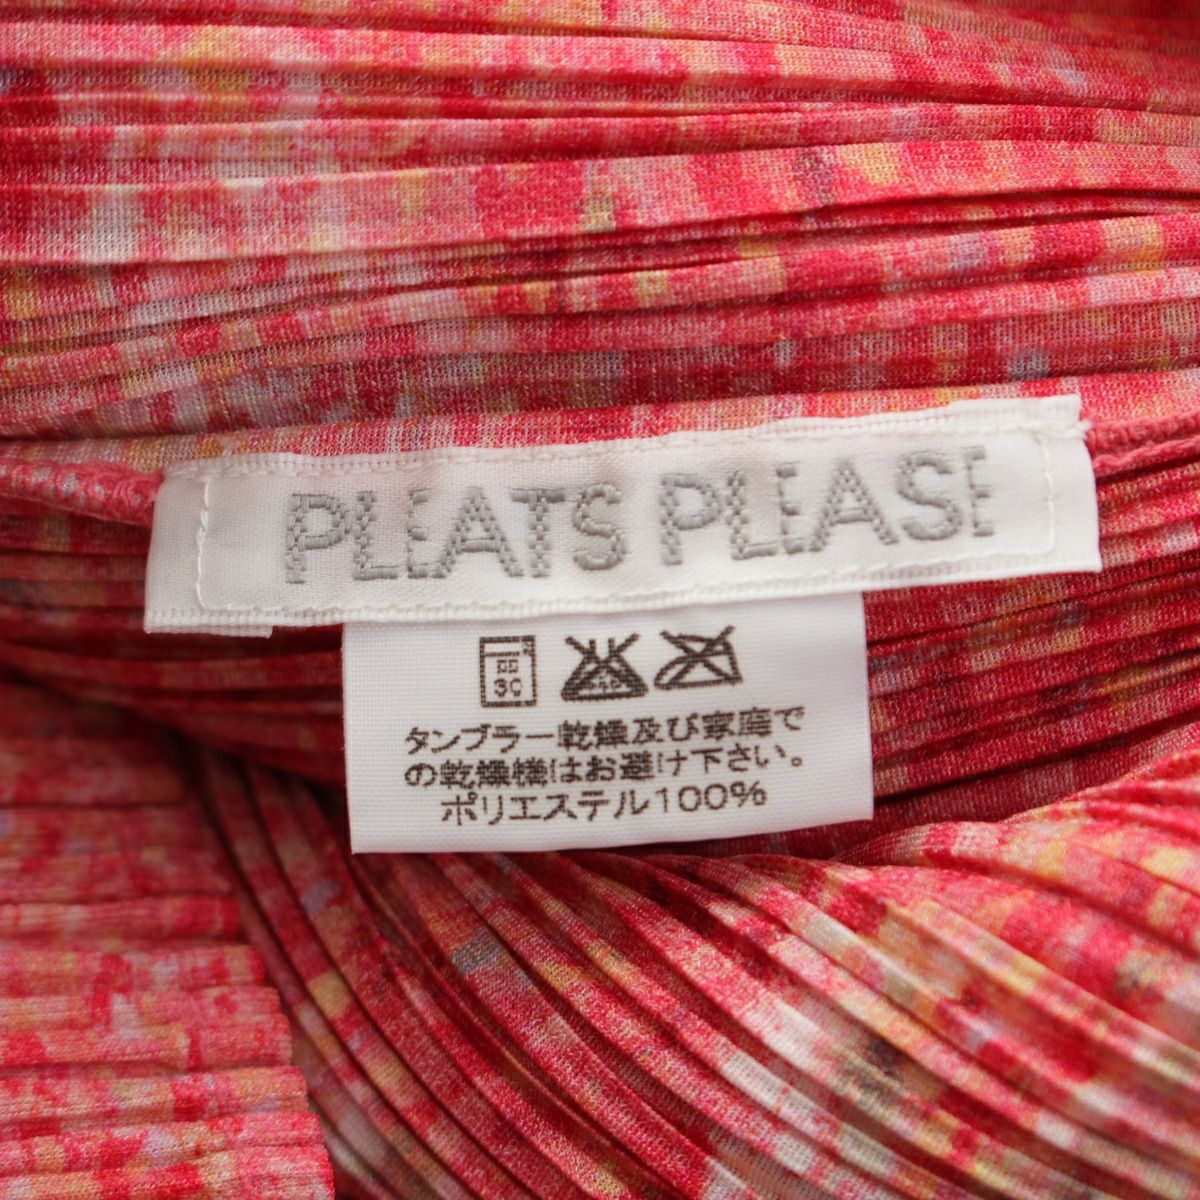 PLEATS PLEASE
30
タンブラー乾燥及び家庭で
の乾燥機はお避け下さい。
ポリエステル100%